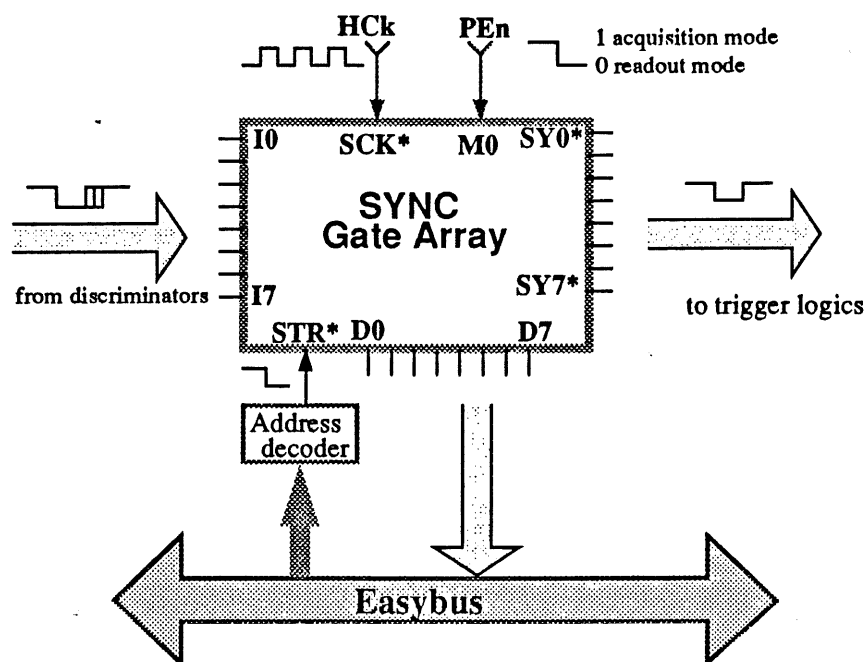 HCk
PEn
1 acquisition mode
0 readout mode
I0
SCK*
M0
SY0*
SYNC
Gate Array
from discriminators
I7
SY7*
to trigger logics
STR*
D0
D7
Address
decoder
Easybus